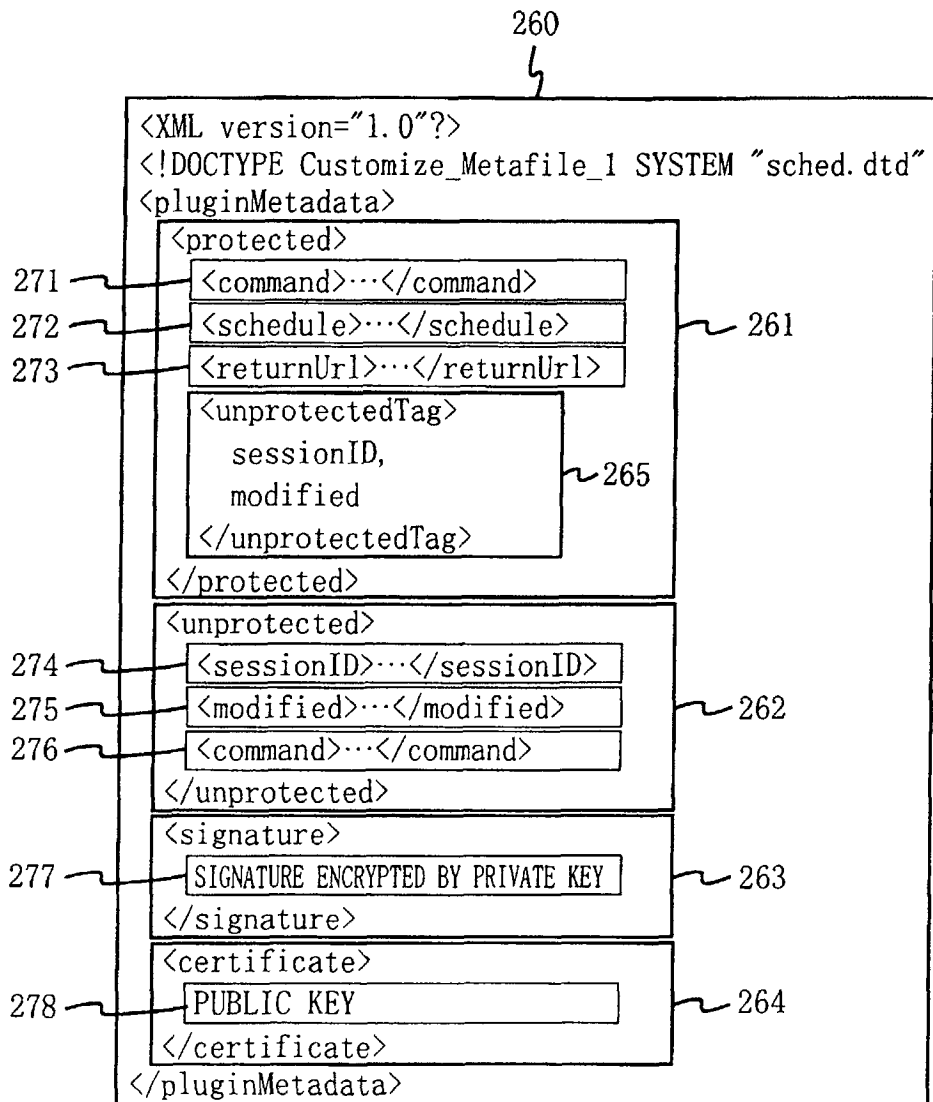 260
<XML version="1.0"?>
<!DOCTYPE Customize_Metafile_1 SYSTEM "sched.dtd"
<pluginMetadata>
<protected>
271 <command>···</command>
272 <schedule>···</schedule> 261
273 <returnUrl>···</returnUrl>
<unprotectedTag>
sessionID,
265
modified
</unprotectedTag>
</protected>
<unprotected>
274 <sessionID>···</sessionID>
275 <modified>···</modified> 262
276 <command>···</command>
</unprotected>
<signature>
277 SIGNATURE ENCRYPTED BY PRIVATE KEY 263
</signature>
<certificate>
278 PUBLIC KEY 264
</certificate>
</pluginMetadata>